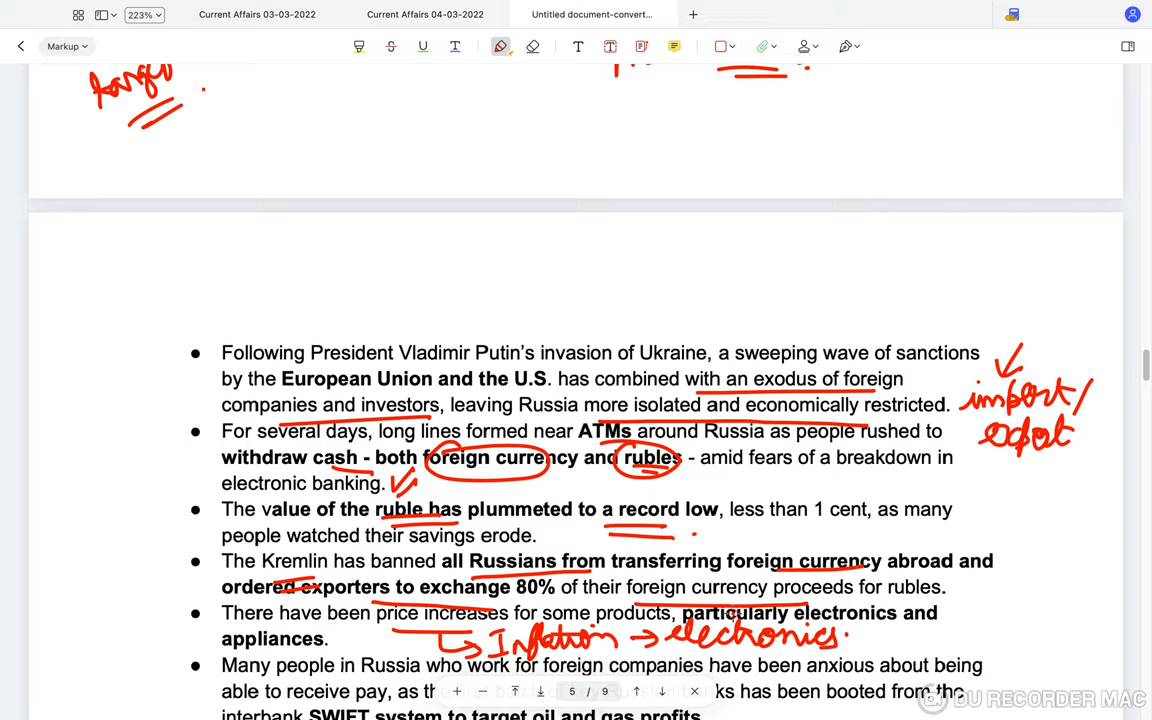 223%
Current Affairs 03-03-2022
Current Affairs 04-03-2022
Untitled document-convert...
Markup
target
Following President Vladimir Putin's invasion of Ukraine, a sweeping wave of sanctions
by the European Union and the U.S. has combined with an exodus of foreign
companies and investors, leaving Russia more isolated and economically restricted.
import/
export
For several days, long lines formed near ATMs around Russia as people rushed to
withdraw cash - both foreign currency and rubles - amid fears of a breakdown in
electronic banking.
The value of the ruble has plummeted to a record low, less than 1 cent, as many
people watched their savings erode.
The Kremlin has banned all Russians from transferring foreign currency abroad and
ordered exporters to exchange 80% of their foreign currency proceeds for rubles.
There have been price increases for some products, particularly electronics and
appliances.
Inflation → electronics.
Many people in Russia who work for foreign companies have been anxious about being
able to receive pay, as the first batch of Russian banks has been booted from the
interbank SWIFT system to target oil and gas profits.
5 / 9
DU RECORDER MAC